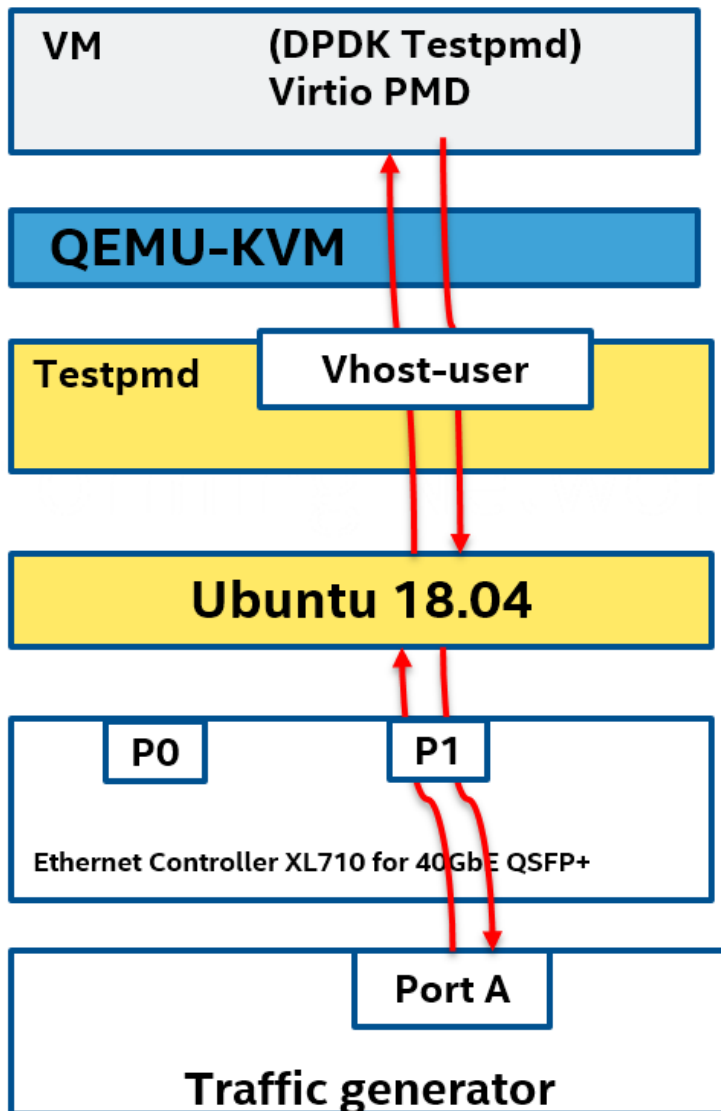 VM (DPDK Testpmd)
Virtio PMD
QEMU-KVM
Vhost-user
Testpmd
Ubuntu 18.04
P0 P1
Ethernet Controller XL710 for 40GbE QSFP+
Port A
Traffic generator